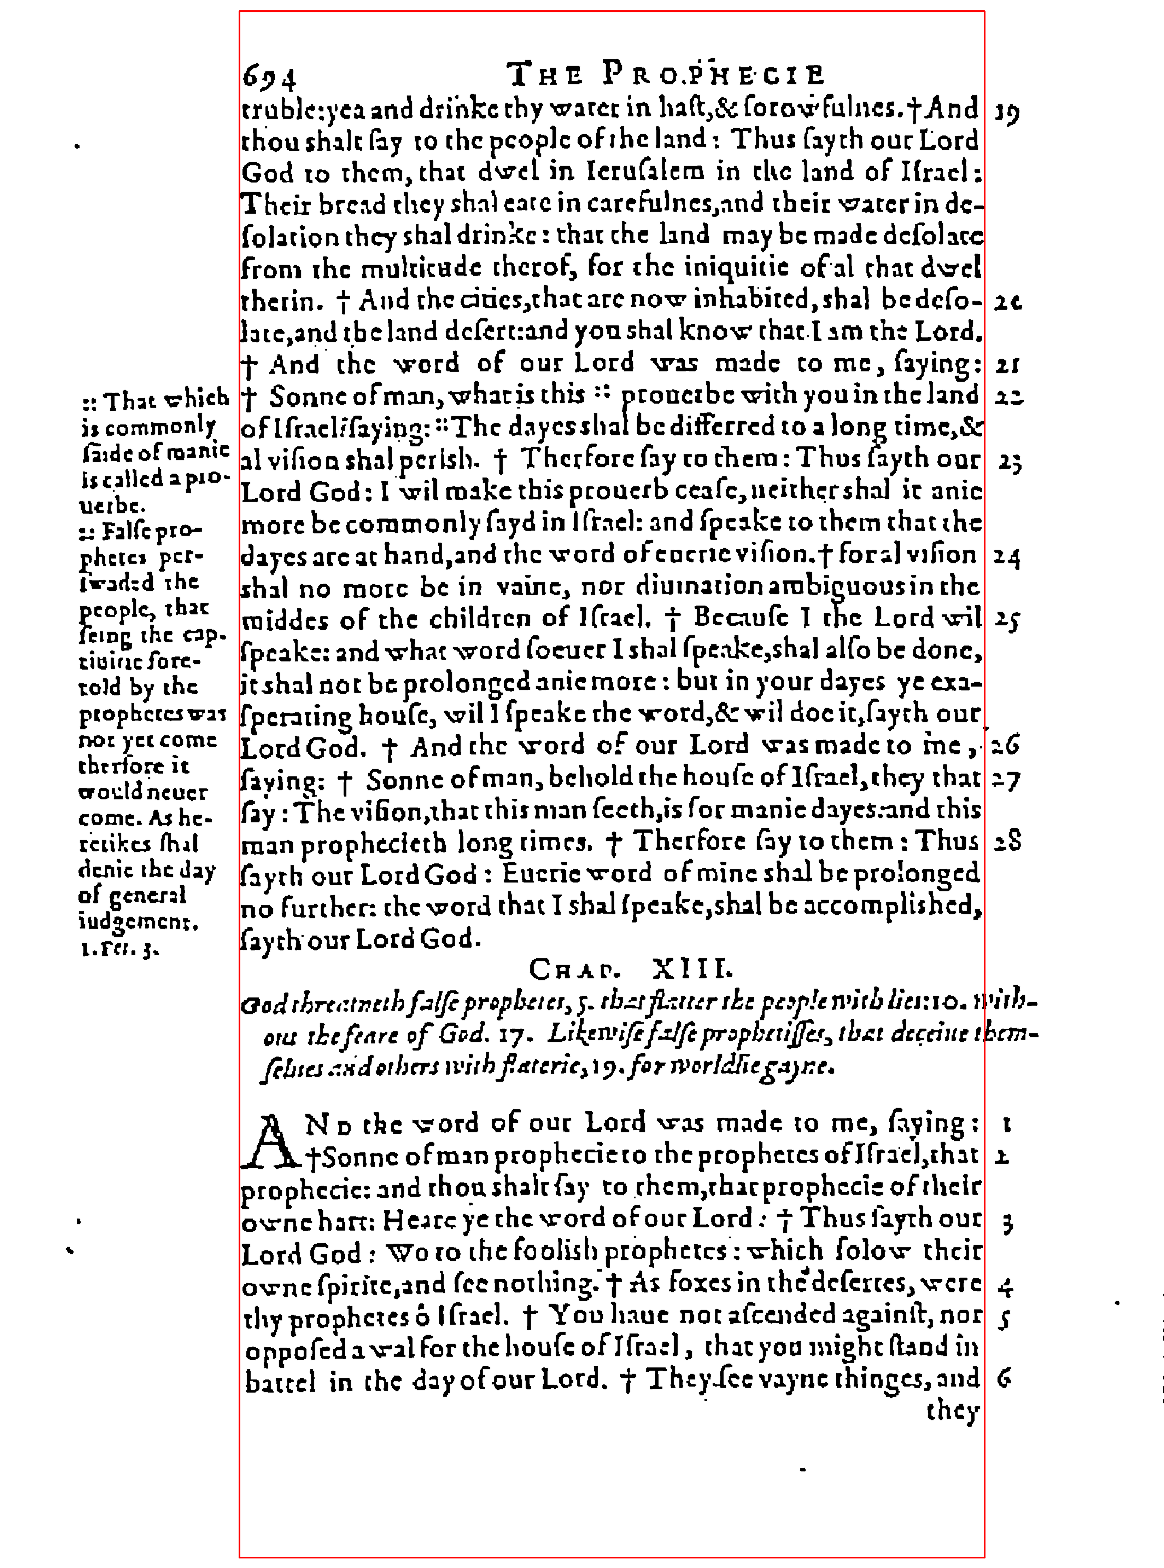 694 THE PROPHECIE
truble: yea and drinke thy water in hast, & sorowfulnes. † And 19
thou shalt ſay to the people of the land: Thus ſayth our Lord
God to them, that dwel in Ieruſalem in the land of Iſrael:
Their bread they shal eate in carefulnes, and their water in de-
ſolation they shal drinke: that the land may be made deſolate
from the multitude therof, for the iniquitie of al that dwel
therin. † And the cities, that are now inhabited, shal be deſo- 20
late, and the land deſert: and you shal know that I am the Lord.
† And the word of our Lord was made to me, ſaying: 21
† Sonne of man, what is this :: prouerbe with you in the land 22
of Iſrael: ſaying: :: The dayes shal be differred to a long time, &
al viſion shal perish. † Therfore ſay to them: Thus ſayth our 23
Lord God: I wil make this prouerb ceaſe, neither shal it anie
more be commonly ſayd in Iſrael: and ſpeake to them that the
dayes are at hand, and the word of euerie viſion. † for al viſion 24
shal no more be in vaine, nor diuination ambiguous in the
middes of the children of Iſrael. † Becauſe I the Lord wil 25
ſpeake: and what word ſoeuer I shal ſpeake, shal alſo be done,
it shal not be prolonged anie more: but in your dayes ye exa-
ſperating houſe, wil I ſpeake the word, & wil doe it, ſayth our
Lord God. † And the word of our Lord was made to me, 26
ſaying: † Sonne of man, behold the houſe of Iſrael, they that 27
ſay: The viſion, that this man ſeeth, is for manie dayes: and this
man prophecieth long times. † Therfore ſay to them: Thus 28
ſayth our Lord God: Euerie word of mine shal be prolonged
no further: the word that I shal ſpeake, shal be accomplished,
ſayth our Lord God.
:: That which
is commonly
ſaide of manie
is called a pro-
uerbe.
:: Falſe pro-
phetes per-
ſwaded the
people, that
ſeing the cap-
tiuitie fore-
told by the
prophetes was
not yet come
therfore it
would neuer
come. As he-
retikes ſhal
denie the day
of general
iudgement.
1. Pet. 3.
CHAP. XIII.
God threatneth falſe prophetes, 5. that flatter the people with lies: 10. with-
out the feare of God. 17. Likewiſe falſe prophetiſſes, that deceiue them-
ſelues and others with flaterie, 19. for worldlie gayne.
AND the word of our Lord was made to me, ſaying: 1
† Sonne of man prophecie to the prophetes of Iſrael, that 2
prophecie: and thou shalt ſay to them, that prophecie of their
owne hart: Heare ye the word of our Lord: † Thus ſayth our 3
Lord God: Wo to the foolish prophetes: which folow their
owne ſpirite, and ſee nothing. † As foxes in the deſertes, were 4
thy prophetes ô Iſrael. † You haue not aſcended againſt, nor 5
oppoſed a wal for the houſe of Iſrael, that you might ſtand in
battel in the day of our Lord. † They ſee vayne thinges, and 6
they